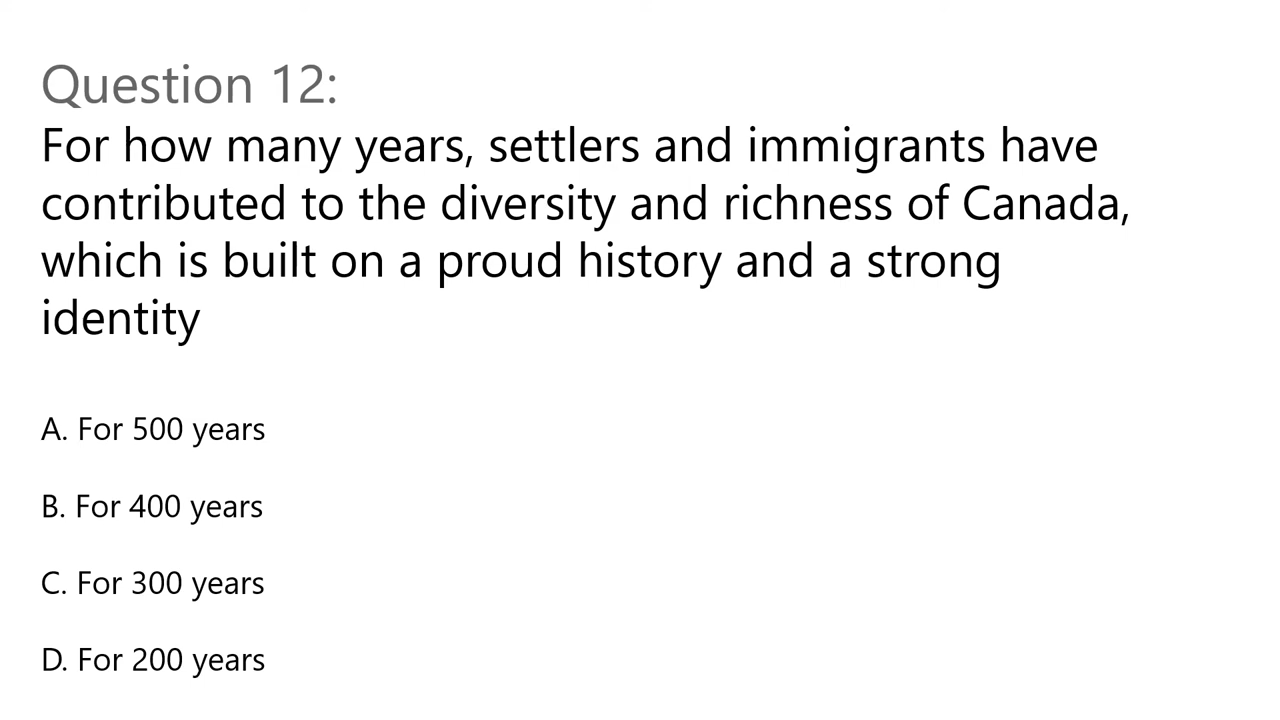 Question 12:
For how many years, settlers and immigrants have
contributed to the diversity and richness of Canada,
which is built on a proud history and a strong
identity
A. For 500 years
B. For 400 years
C. For 300 years
D. For 200 years